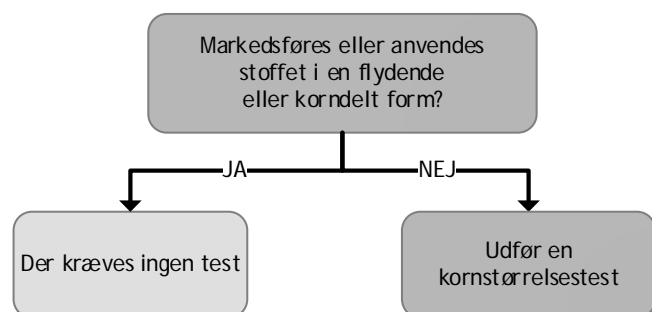 Markedsføres eller anvendes
stoffet i en flydende
eller korndelt form?
JA
NEJ
Der kræves ingen test
Udfør en
kornstørrelsestest